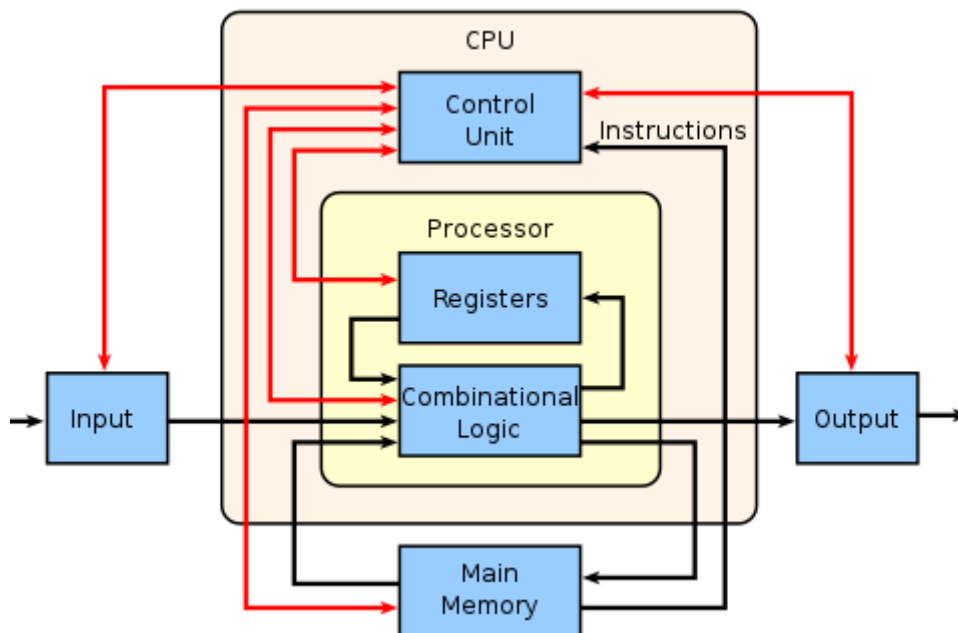 CPU
Control
Unit
Instructions
Processor
Registers
Combinational
Logic
Input
Output
Main
Memory